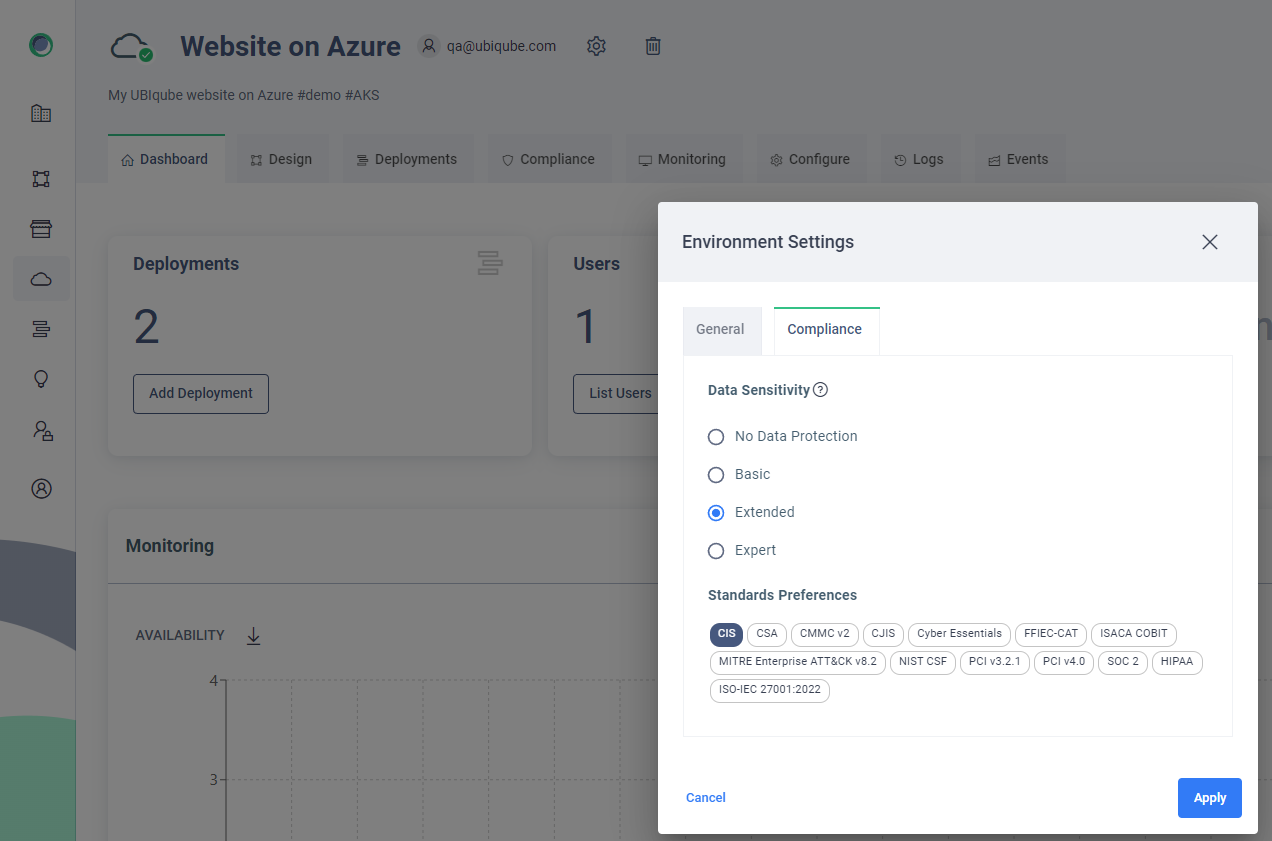 Website on Azure
qa@ubiqube.com
My UBIqube website on Azure #demo #AKS
Dashboard
Design
Deployments
Compliance
Monitoring
Configure
Logs
Events
Deployments
2
Add Deployment
Users
1
List Users
Monitoring
AVAILABILITY
4
3
Environment Settings
General
Compliance
Data Sensitivity
No Data Protection
Basic
Extended
Expert
Standards Preferences
CIS CSA CMMC v2 CJIS Cyber Essentials FFIEC-CAT ISACA COBIT
MITRE Enterprise ATT&CK v8.2 NIST CSF PCI v3.2.1 PCI v4.0 SOC 2 HIPAA
ISO-IEC 27001:2022
Cancel
Apply